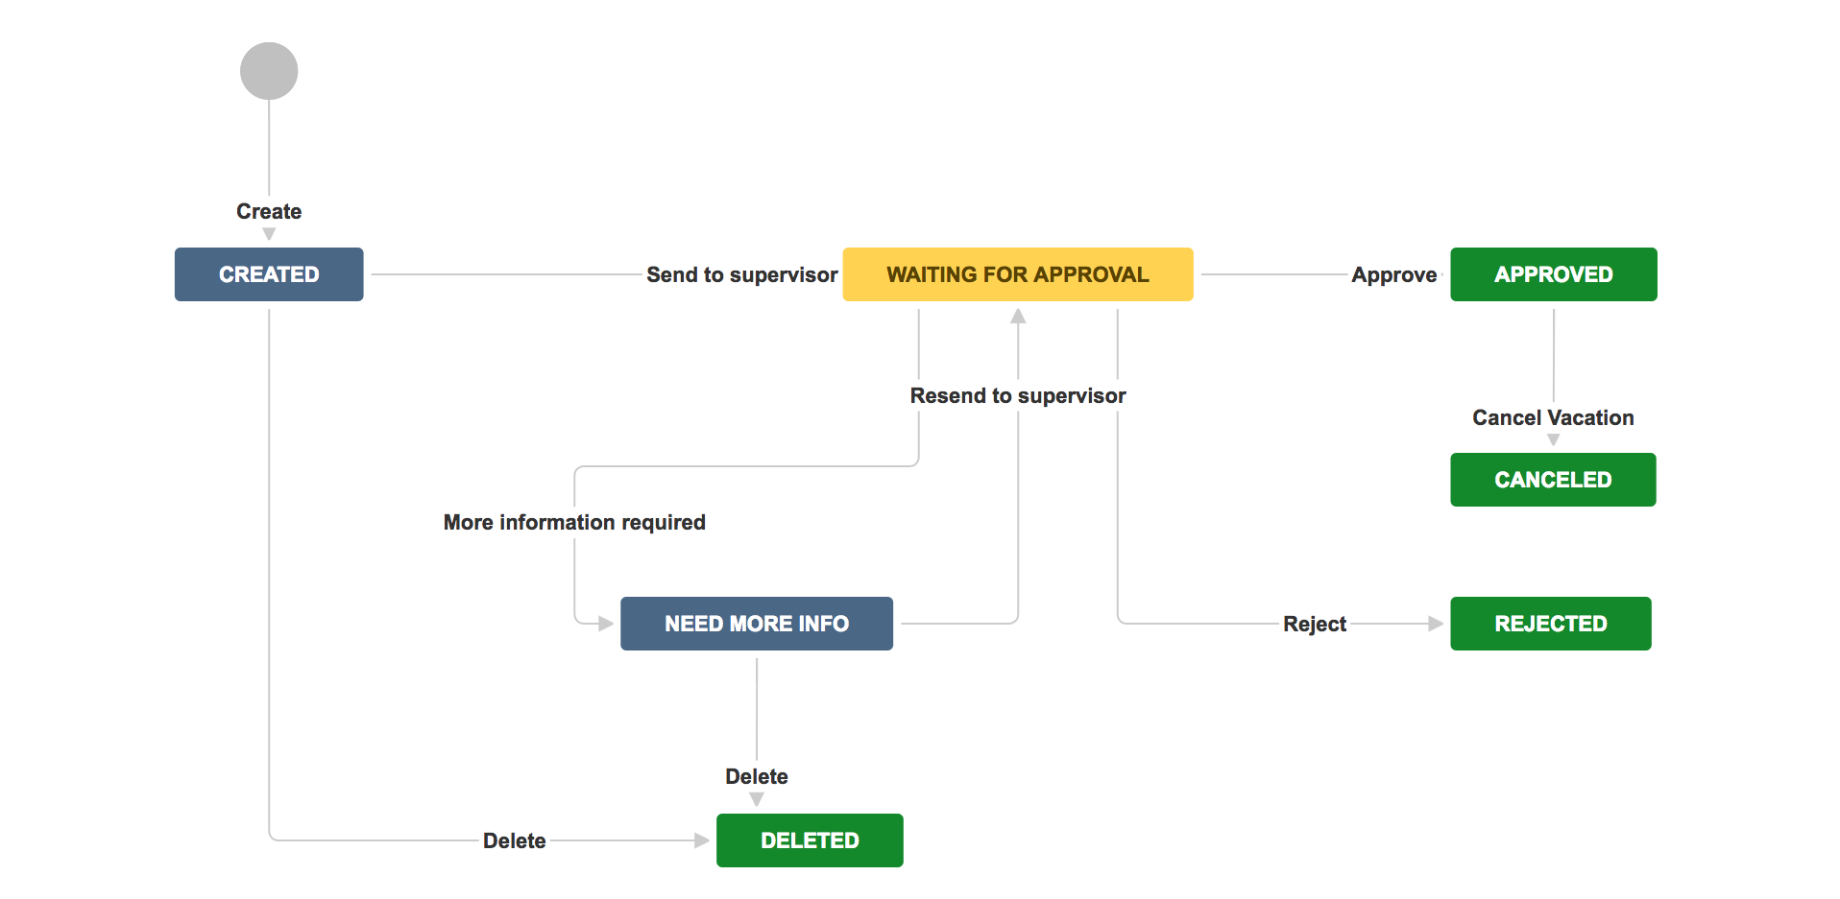 Create
CREATED
Send to supervisor
WAITING FOR APPROVAL
Approve
APPROVED
Resend to supervisor
Cancel Vacation
CANCELED
More information required
NEED MORE INFO
Reject
REJECTED
Delete
Delete
DELETED